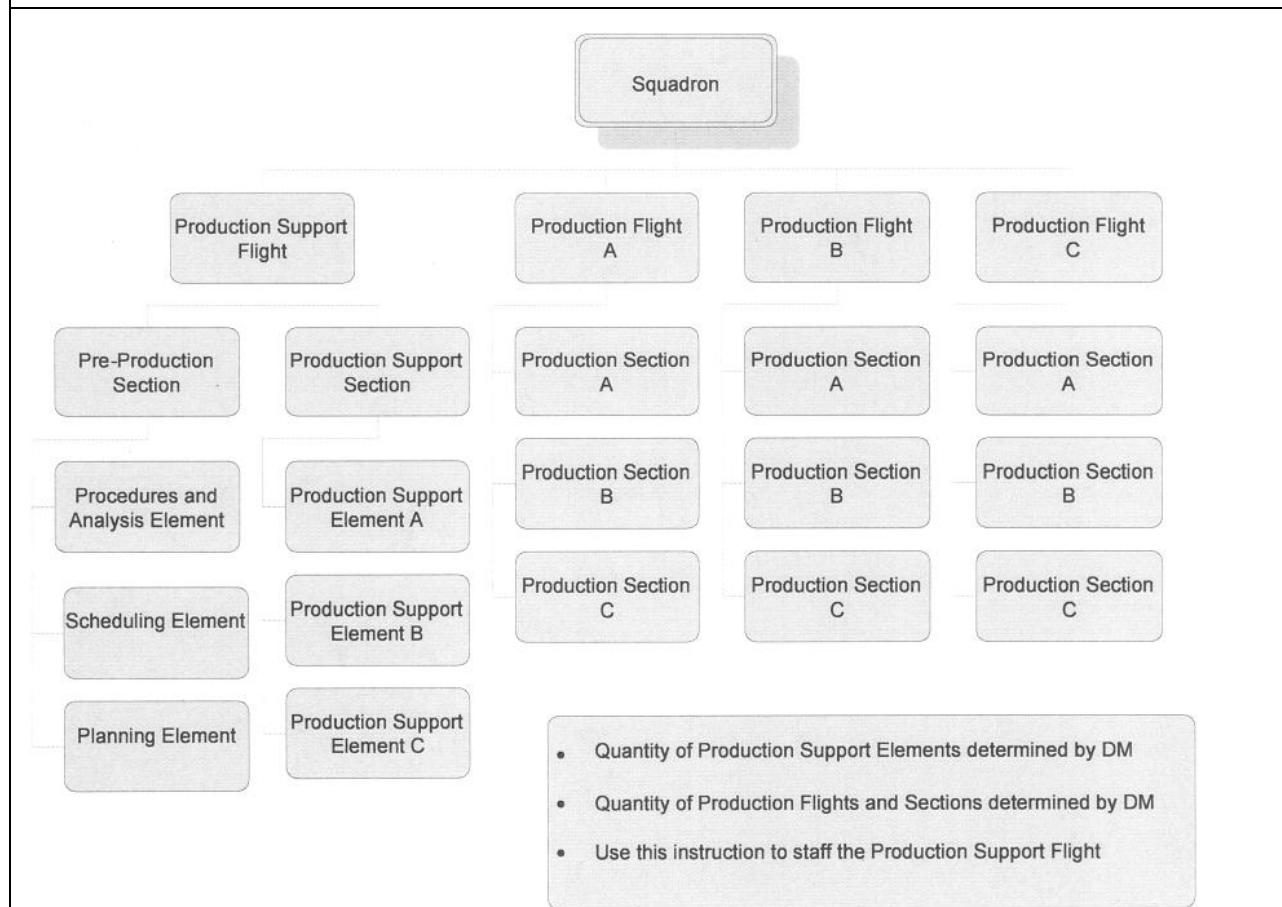 Squadron
Production Support
Flight
Production Flight
A
Production Flight
B
Production Flight
C
Pre-Production
Section
Production Support
Section
Production Section
A
Production Section
A
Production Section
A
Procedures and
Analysis Element
Production Support
Element A
Production Section
B
Production Section
B
Production Section
B
Scheduling Element
Production Support
Element B
Production Section
C
Production Section
C
Production Section
C
Planning Element
Production Support
Element C
• Quantity of Production Support Elements determined by DM
• Quantity of Production Flights and Sections determined by DM
• Use this instruction to staff the Production Support Flight